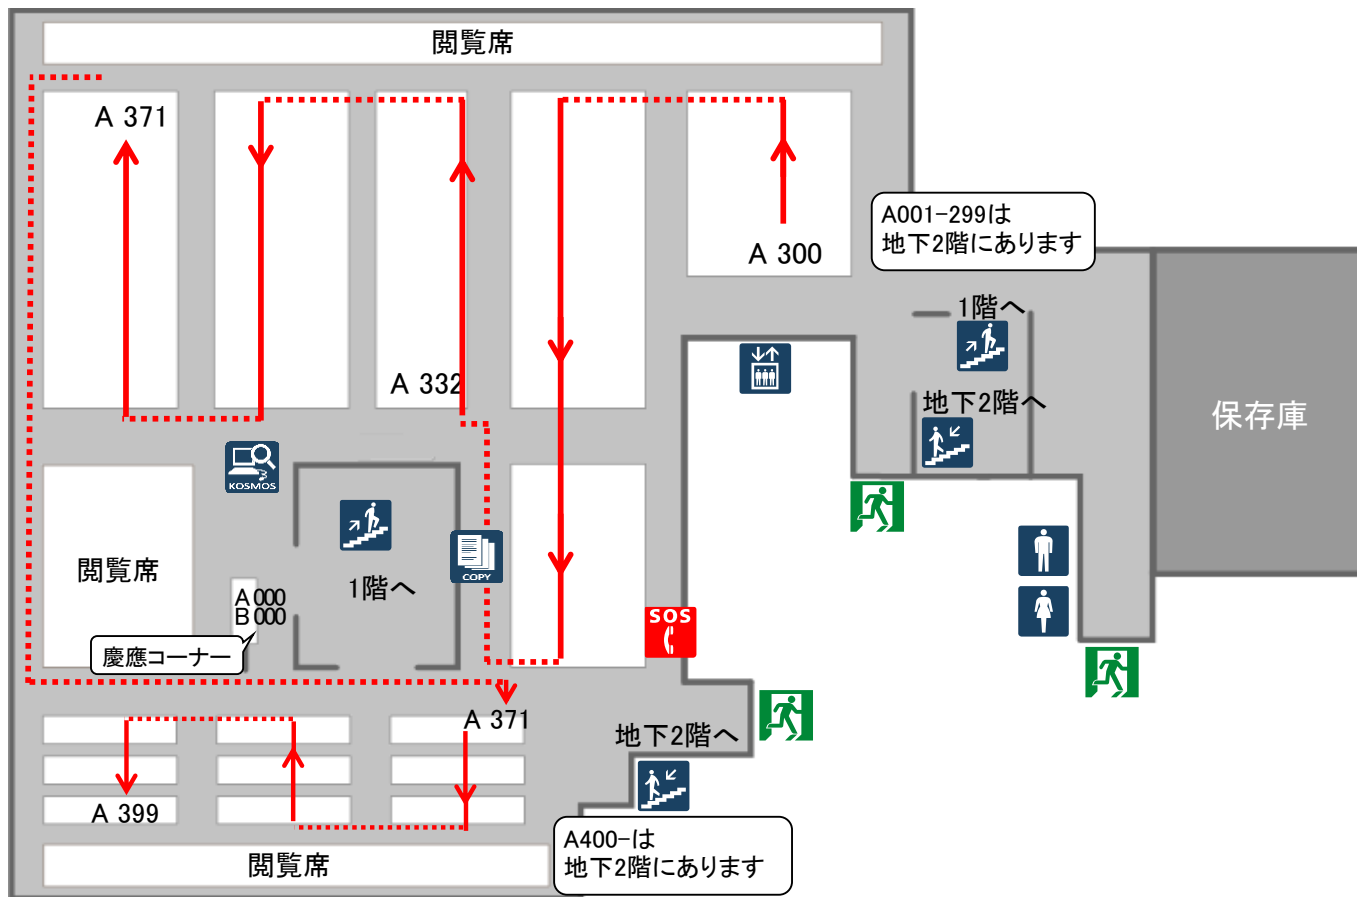 閲覧席
A 371
A 300
A001-299は
地下2階にあります
1階へ
A 332
地下2階へ
保存庫
KOSMOS
COPY
閲覧席
1階へ
A 000
B 000
慶應コーナー
SOS
A 371
地下2階へ
A 399
A400-は
地下2階にあります
閲覧席